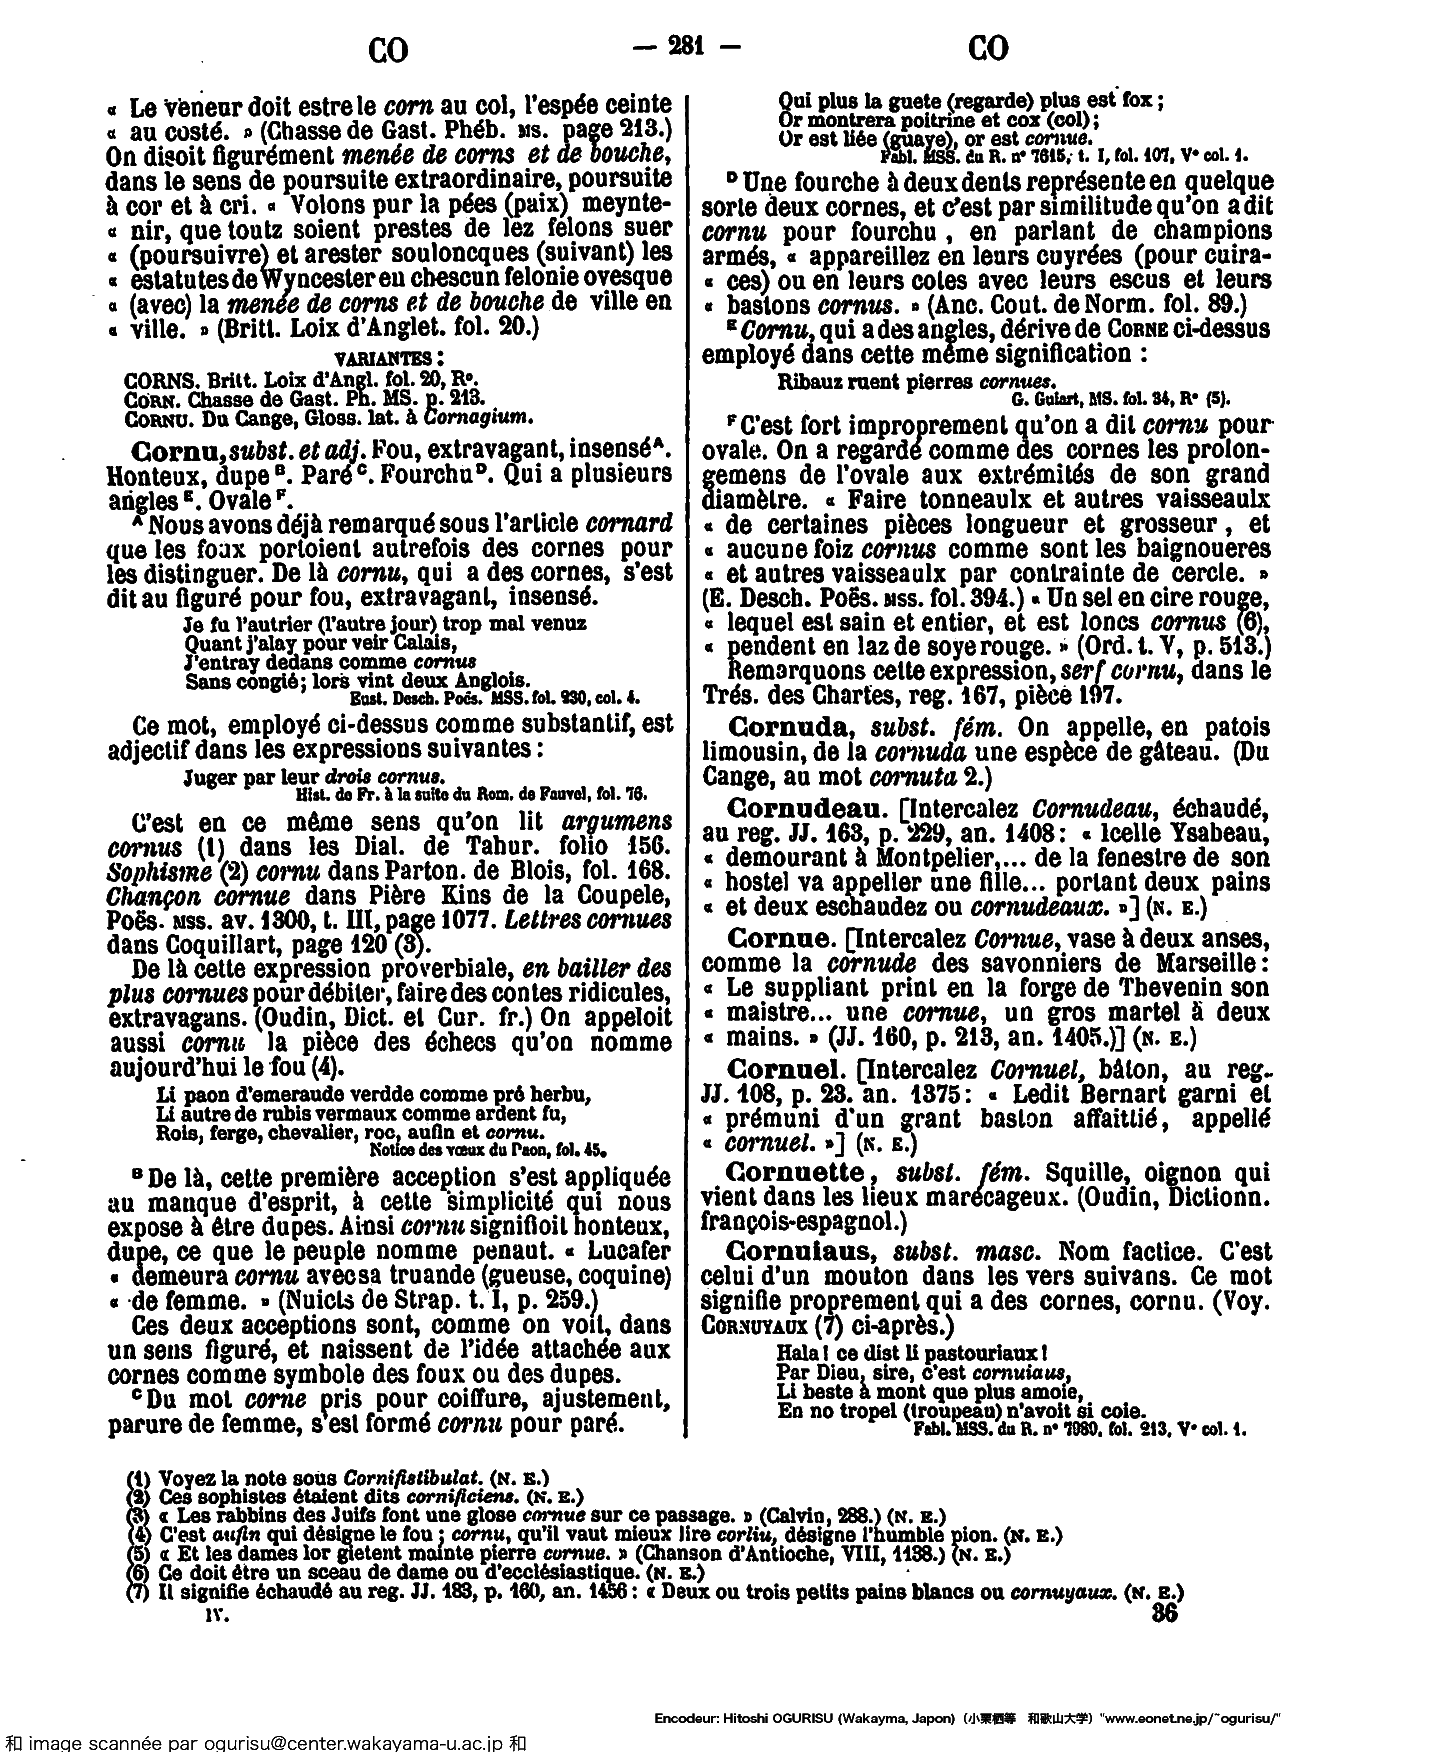 CO
— 281 —
CO
« Le veneur doit estre le corn au col, l'espée ceinte
« au costé. » (Chasse de Gast. Phéb. MS. page 213.)
On disoit figurément menée de corns et de bouche,
dans le sens de poursuite extraordinaire, poursuite
à cor et à cri. « Volons pur la pées (paix) meynte-
« nir, que toutz soient prestes de lez felons suer
« (poursuivre) et arester souloncques (suivant) les
« estatutes de Wyncester en chescun felonie ovesque
« (avec) la menée de corns et de bouche de ville en
« ville. » (Britt. Loix d'Anglet. fol. 20.)
VARIANTES :
CORNS. Britt. Loix d'Angl. fol. 20, R°.
CORN. Chasse de Gast. Ph. MS. p. 213.
CORNU. Du Cange, Gloss. lat. à Cornagium.
Cornu, subst. et adj. Fou, extravagant, insensé A.
Honteux, dupe B. Paré C. Fourchu D. Qui a plusieurs
angles E. Ovale F.
A Nous avons déjà remarqué sous l'article cornard
que les foux portoient autrefois des cornes pour
les distinguer. De là cornu, qui a des cornes, s'est
dit au figuré pour fou, extravagant, insensé.
Je fu l'autrier (l'autre jour) trop mal venuz
Quant j'alay pour veir Calais,
J'entray dedans comme cornus
Sans congié; lors vint deux Anglois.
Eust. Desch. Poës. MSS. fol. 230, col. 4.
Ce mot, employé ci-dessus comme substantif, est
adjectif dans les expressions suivantes :
Juger par leur drois cornus.
Hist. de Fr. à la suite du Rom. de Fauvel, fol. 76.
C'est en ce même sens qu'on lit argumens
cornus (1) dans les Dial. de Tahur. folio 156.
Sophisme (2) cornu dans Parton. de Blois, fol. 168.
Chançon cornue dans Pière Kins de la Coupele,
Poës. MSS. av. 1300, t. III, page 1077. Lettres cornues
dans Coquillart, page 120 (3).
De là cette expression proverbiale, en bailler des
plus cornues pour débiter, faire des contes ridicules,
extravagans. (Oudin, Dict. et Cur. fr.) On appeloit
aussi cornu la pièce des échecs qu'on nomme
aujourd'hui le fou (4).
Li paon d'emeraude verdde comme pré herbu,
Li autre de rubis vermaux comme ardent fu,
Rois, ferge, chevalier, roc, aufin et cornu.
Notice des vœux du Paon, fol. 45.
B De là, cette première acception s'est appliquée
au manque d'esprit, à cette simplicité qui nous
expose à être dupes. Ainsi cornu signifioit honteux,
dupe, ce que le peuple nomme penaut. « Lucafer
« demeura cornu avec sa truande (gueuse, coquine)
« de femme. » (Nuicts de Strap. t. I, p. 259.)
Ces deux acceptions sont, comme on voit, dans
un sens figuré, et naissent de l'idée attachée aux
cornes comme symbole des foux ou des dupes.
C Du mot corne pris pour coiffure, ajustement,
parure de femme, s'est formé cornu pour paré.
Qui plus la guete (regarde) plus est fox;
Or montrera poitrine et cox (col);
Or est liée (guaye), or est cornue.
Fabl. MSS. du R. n° 7615, t. I, fol. 107, V° col. 1.
D Une fourche à deux dents représente en quelque
sorte deux cornes, et c'est par similitude qu'on a dit
cornu pour fourchu, en parlant de champions
armés, « appareillez en leurs cuyrées (pour cuira-
« ces) ou en leurs cotes avec leurs escus et leurs
« bastons cornus. » (Anc. Cout. de Norm. fol. 89.)
E Cornu, qui a des angles, dérive de CORNE ci-dessus
employé dans cette même signification :
Ribauz ruent pierres cornues.
G. Guiart, MS. fol. 34, R° (5).
F C'est fort improprement qu'on a dit cornu pour
ovale. On a regardé comme des cornes les prolon-
gemens de l'ovale aux extrémités de son grand
diamètre. « Faire tonneaulx et autres vaisseaulx
« de certaines pièces longueur et grosseur, et
« aucune foiz cornus comme sont les baignoueres
« et autres vaisseaulx par contrainte de cercle. »
(E. Desch. Poës. MSS. fol. 394.) « Un sel en cire rouge,
« lequel est sain et entier, et est loncs cornus (6),
« pendent en laz de soye rouge. » (Ord. t. V, p. 513.)
Remarquons cette expression, serf cornu, dans le
Trés. des Chartes, reg. 167, pièce 197.
Cornuda, subst. fém. On appelle, en patois
limousin, de la cornuda une espèce de gâteau. (Du
Cange, au mot cornuta 2.)
Cornudeau. [Intercalez Cornudeau, échaudé,
au reg. JJ. 163, p. 229, an. 1408 : « Icelle Ysabeau,
« demourant à Montpelier,... de la fenestre de son
« hostel va appeller une fille... portant deux pains
« et deux eschaudez ou cornudeaux. »] (N. E.)
Cornue. [Intercalez Cornue, vase à deux anses,
comme la cornude des savonniers de Marseille :
« Le suppliant print en la forge de Thevenin son
« maistre... une cornue, un gros martel à deux
« mains. » (JJ. 160, p. 213, an. 1405.)] (N. E.)
Cornuel. [Intercalez Cornuel, bâton, au reg.
JJ. 108, p. 23. an. 1375 : « Ledit Bernart garni et
« prémuni d'un grant baston affaitlié, appellé
« cornuel. »] (N. E.)
Cornuette, subst. fém. Squille, oignon qui
vient dans les lieux marécageux. (Oudin, Dictionn.
françois-espagnol.)
Cornuiaus, subst. masc. Nom factice. C'est
celui d'un mouton dans les vers suivans. Ce mot
signifie proprement qui a des cornes, cornu. (Voy.
CORNUYAUX (7) ci-après.)
Hala! ce dist li pastouriaux!
Par Dieu, sire, c'est cornuiaus,
Li beste à mont que plus amoie,
En no tropel (troupeau) n'avoit si coie.
Fabl. MSS. du R. n° 7989, fol. 213, V° col. 1.
(1) Voyez la note sous Cornifistibulat. (N. E.)
(2) Ces sophistes étaient dits cornificiens. (N. E.)
(3) « Les rabbins des Juifs font une glose cornue sur ce passage. » (Calvin, 288.) (N. E.)
(4) C'est aufin qui désigne le fou ; cornu, qu'il vaut mieux lire corliu, désigne l'humble pion. (N. E.)
(5) « Et les dames lor gietent mainte pierre cornue. » (Chanson d'Antioche, VIII, 1138.) (N. E.)
(6) Ce doit être un sceau de dame ou d'ecclésiastique. (N. E.)
(7) Il signifie échaudé au reg. JJ. 183, p. 160, an. 1456 : « Deux ou trois petits pains blancs ou cornuyaux. (N. E.)
IV.
36
Encodeur: Hitoshi OGURISU (Wakayma, Japon) (小栗栖等 和歌山大学) "www.eonet.ne.jp/~ogurisu/"
和 image scannée par ogurisu@center.wakayama-u.ac.jp 和